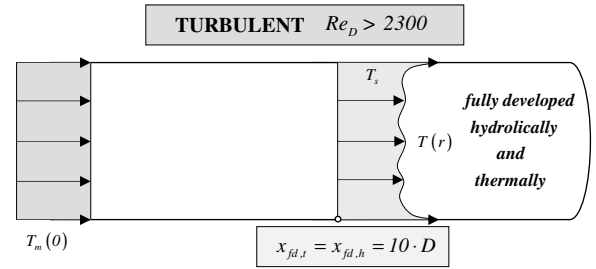 TURBULENT Re_D > 2300
T_s
fully developed
hydrolically
and
thermally
T(r)
T_m(0)
x_fd,t = x_fd,h = 10 · D